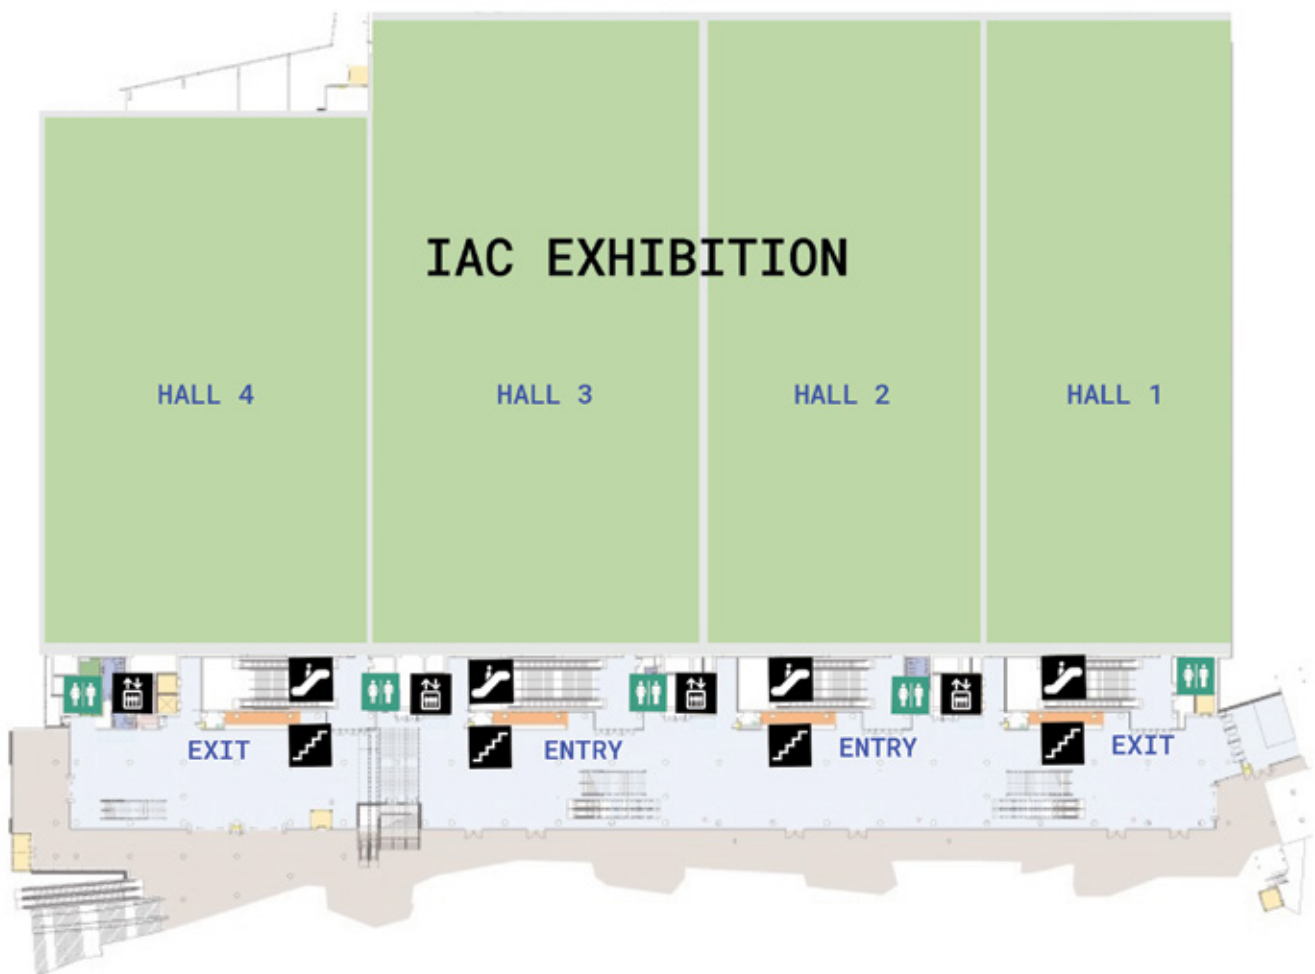 IAC EXHIBITION
HALL 4
HALL 3
HALL 2
HALL 1
EXIT
ENTRY
ENTRY
EXIT